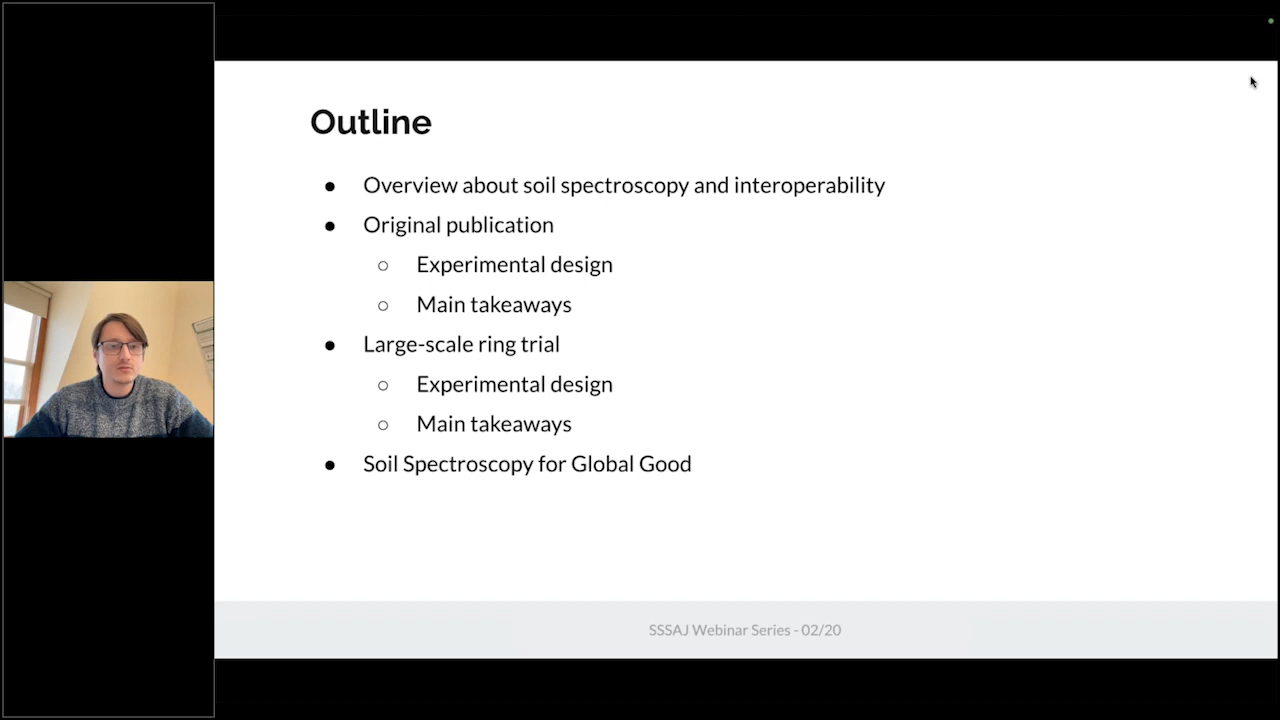 Outline
● Overview about soil spectroscopy and interoperability
● Original publication
○ Experimental design
○ Main takeaways
● Large-scale ring trial
○ Experimental design
○ Main takeaways
● Soil Spectroscopy for Global Good
SSSAJ Webinar Series - 02/20